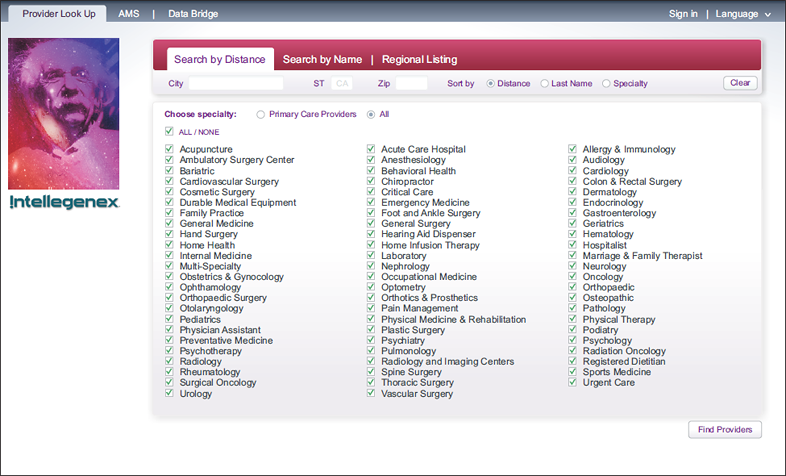 Provider Look Up AMS | Data Bridge Sign in | Language
Search by Distance Search by Name | Regional Listing
City ST CA Zip Sort by Distance Last Name Specialty Clear
Choose specialty: Primary Care Providers All
ALL / NONE
Acupuncture Acute Care Hospital Allergy & Immunology
Ambulatory Surgery Center Anesthesiology Audiology
Bariatric Behavioral Health Cardiology
Cardiovascular Surgery Chiropractor Colon & Rectal Surgery
Cosmetic Surgery Critical Care Dermatology
Durable Medical Equipment Emergency Medicine Endocrinology
Family Practice Foot and Ankle Surgery Gastroenterology
General Medicine General Surgery Geriatrics
Hand Surgery Hearing Aid Dispenser Hematology
Home Health Home Infusion Therapy Hospitalist
Internal Medicine Laboratory Marriage & Family Therapist
Multi-Specialty Nephrology Neurology
Obstetrics & Gynocology Occupational Medicine Oncology
Ophthamology Optometry Orthopaedic
Orthopaedic Surgery Orthotics & Prosthetics Osteopathic
Otolaryngology Pain Management Pathology
Pediatrics Physical Medicine & Rehabilitation Physical Therapy
Physician Assistant Plastic Surgery Podiatry
Preventative Medicine Psychiatry Psychology
Psychotherapy Pulmonology Radiation Oncology
Radiology Radiology and Imaging Centers Registered Dietitian
Rheumatology Spine Surgery Sports Medicine
Surgical Oncology Thoracic Surgery Urgent Care
Urology Vascular Surgery
Intellegenex
Find Providers